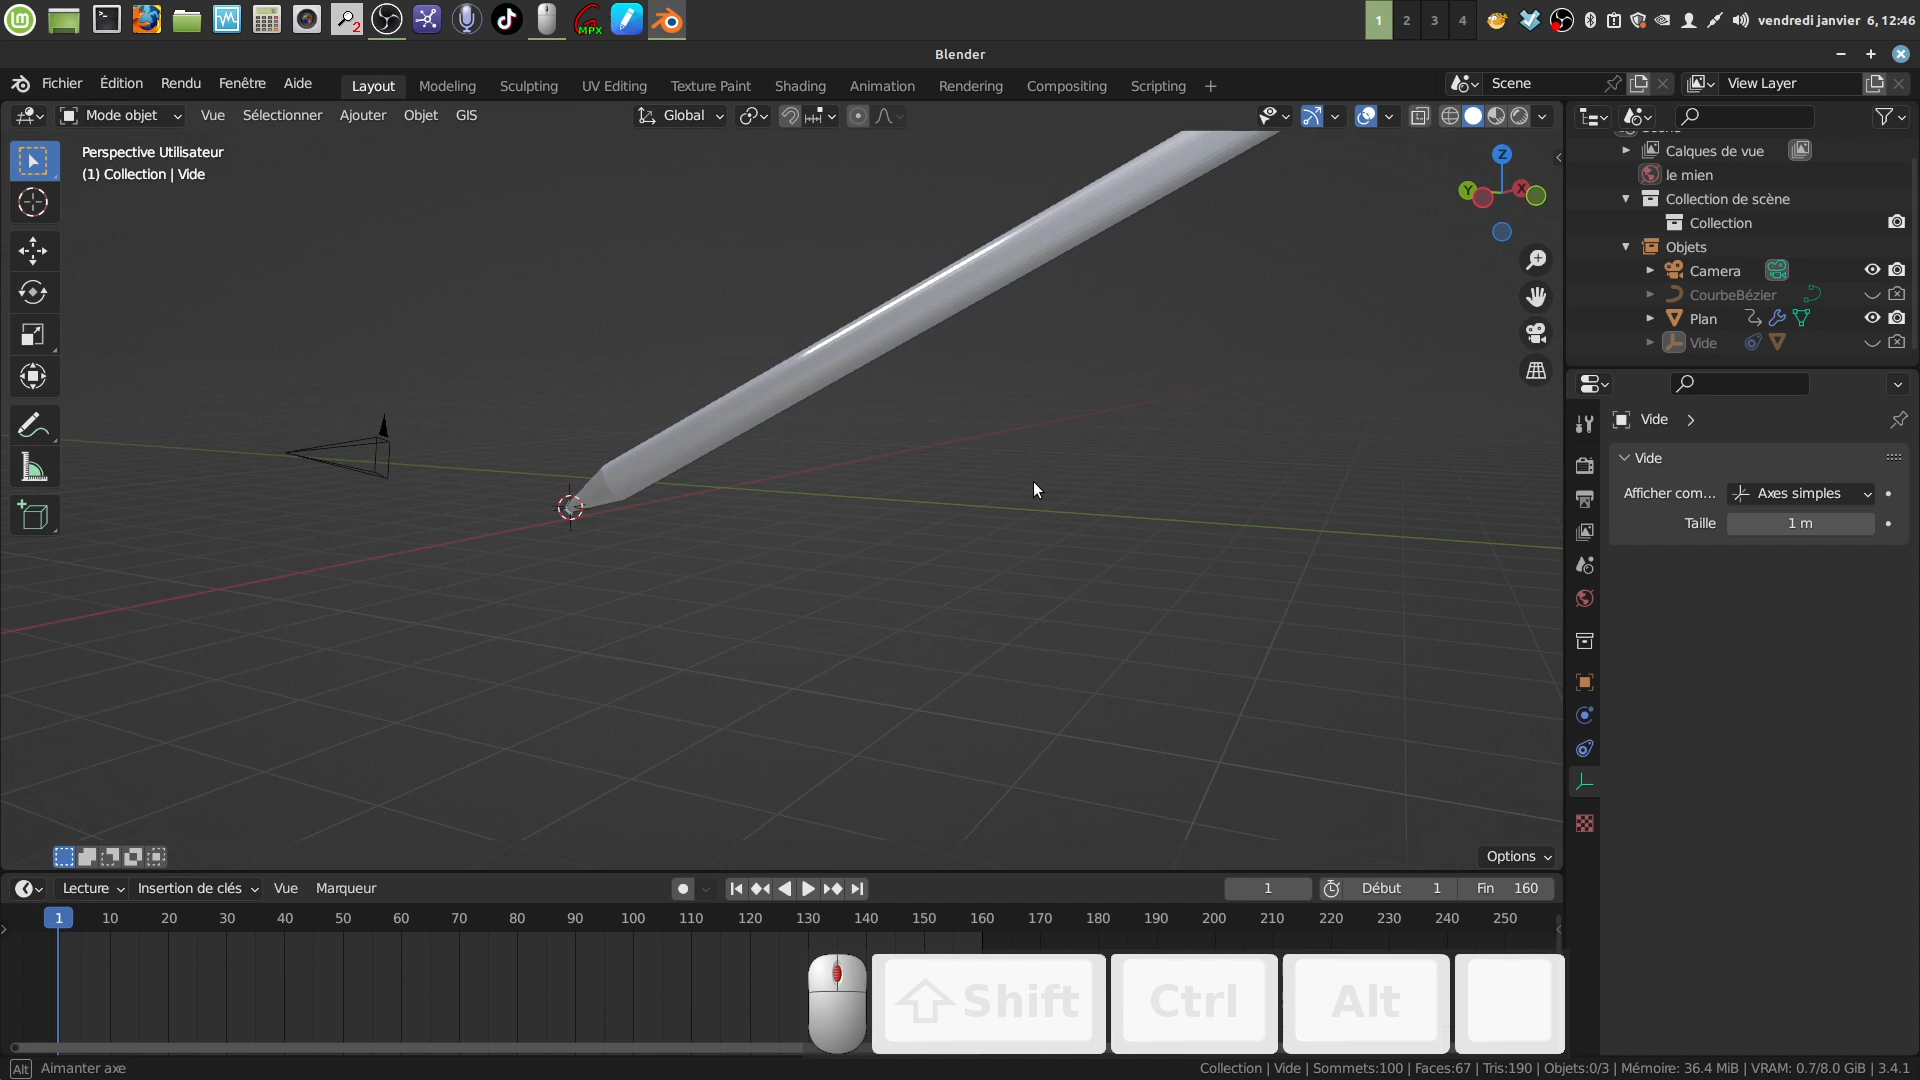 1 2 3 4 vendredi janvier 6, 12:46
2
MPX
Blender
Fichier Édition Rendu Fenêtre Aide Layout Modeling Sculpting UV Editing Texture Paint Shading Animation Rendering Compositing Scripting + Scene View Layer
Mode objet Vue Sélectionner Ajouter Objet GIS Global
Perspective Utilisateur
(1) Collection | Vide
Z
Y X
Calques de vue
le mien
Collection de scène
Collection
Objets
Camera
CourbeBézier
Plan
Vide
Vide
Vide
Afficher com... Axes simples
Taille 1 m
Options
Lecture Insertion de clés Vue Marqueur 1 Début 1 Fin 160
1 10 20 30 40 50 60 70 80 90 100 110 120 130 140 150 160 170 180 190 200 210 220 230 240 250
Shift Ctrl Alt
Alt Aimanter axe
Collection | Vide | Sommets:100 | Faces:67 | Tris:190 | Objets:0/3 | Mémoire: 36.4 MiB | VRAM: 0.7/8.0 GiB | 3.4.1